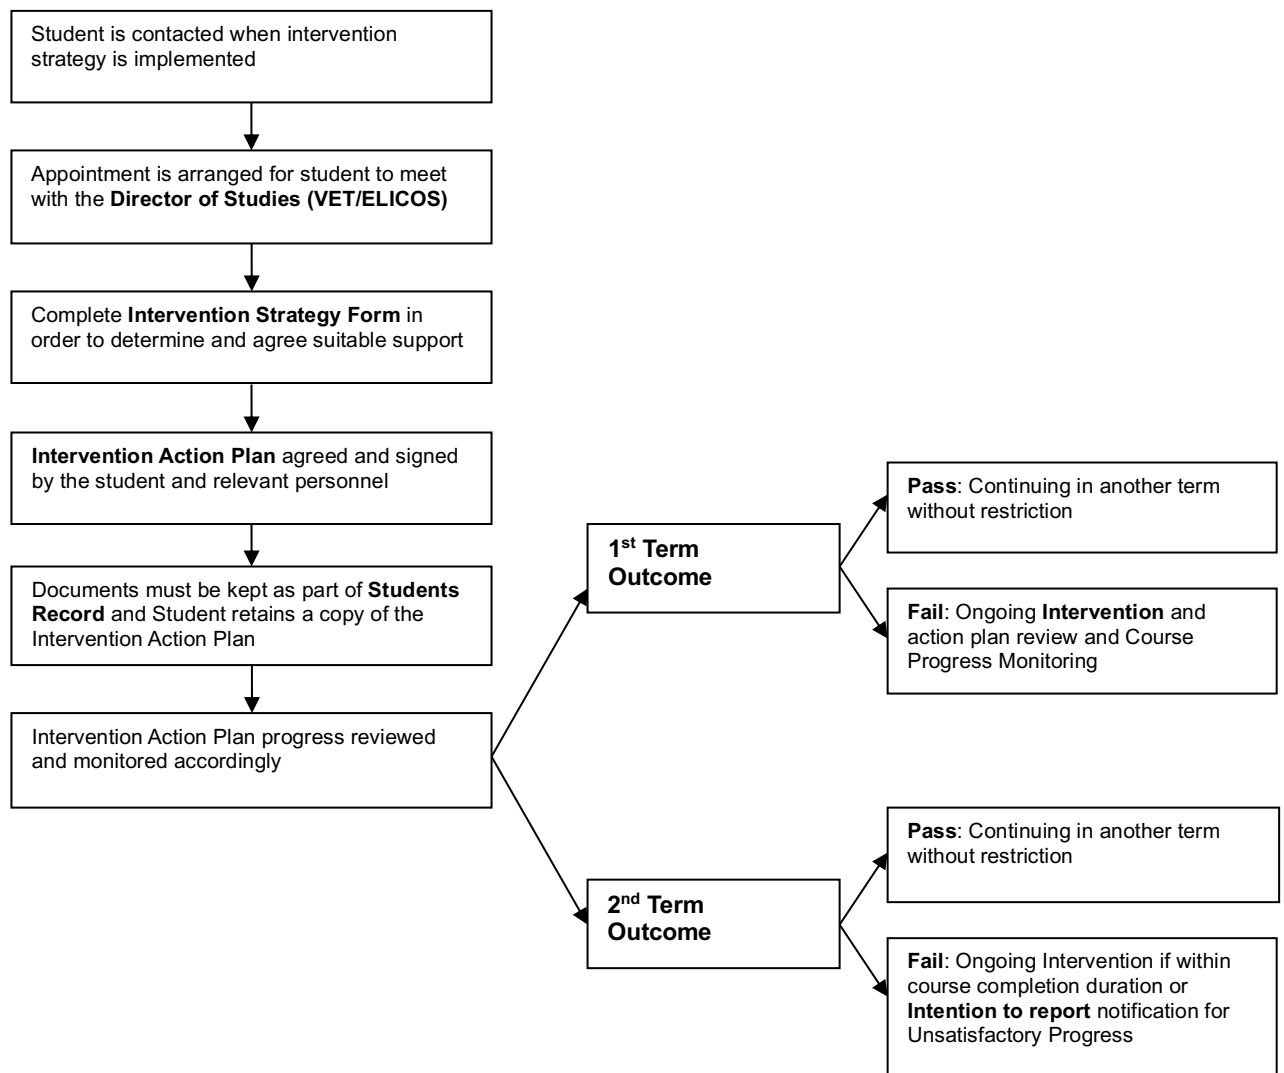 Student is contacted when intervention
strategy is implemented
Appointment is arranged for student to meet
with the Director of Studies (VET/ELICOS)
Complete Intervention Strategy Form in
order to determine and agree suitable support
Intervention Action Plan agreed and signed
by the student and relevant personnel
Documents must be kept as part of Students
Record and Student retains a copy of the
Intervention Action Plan
Intervention Action Plan progress reviewed
and monitored accordingly
1st Term
Outcome
Pass: Continuing in another term
without restriction
Fail: Ongoing Intervention and
action plan review and Course
Progress Monitoring
2nd Term
Outcome
Pass: Continuing in another term
without restriction
Fail: Ongoing Intervention if within
course completion duration or
Intention to report notification for
Unsatisfactory Progress